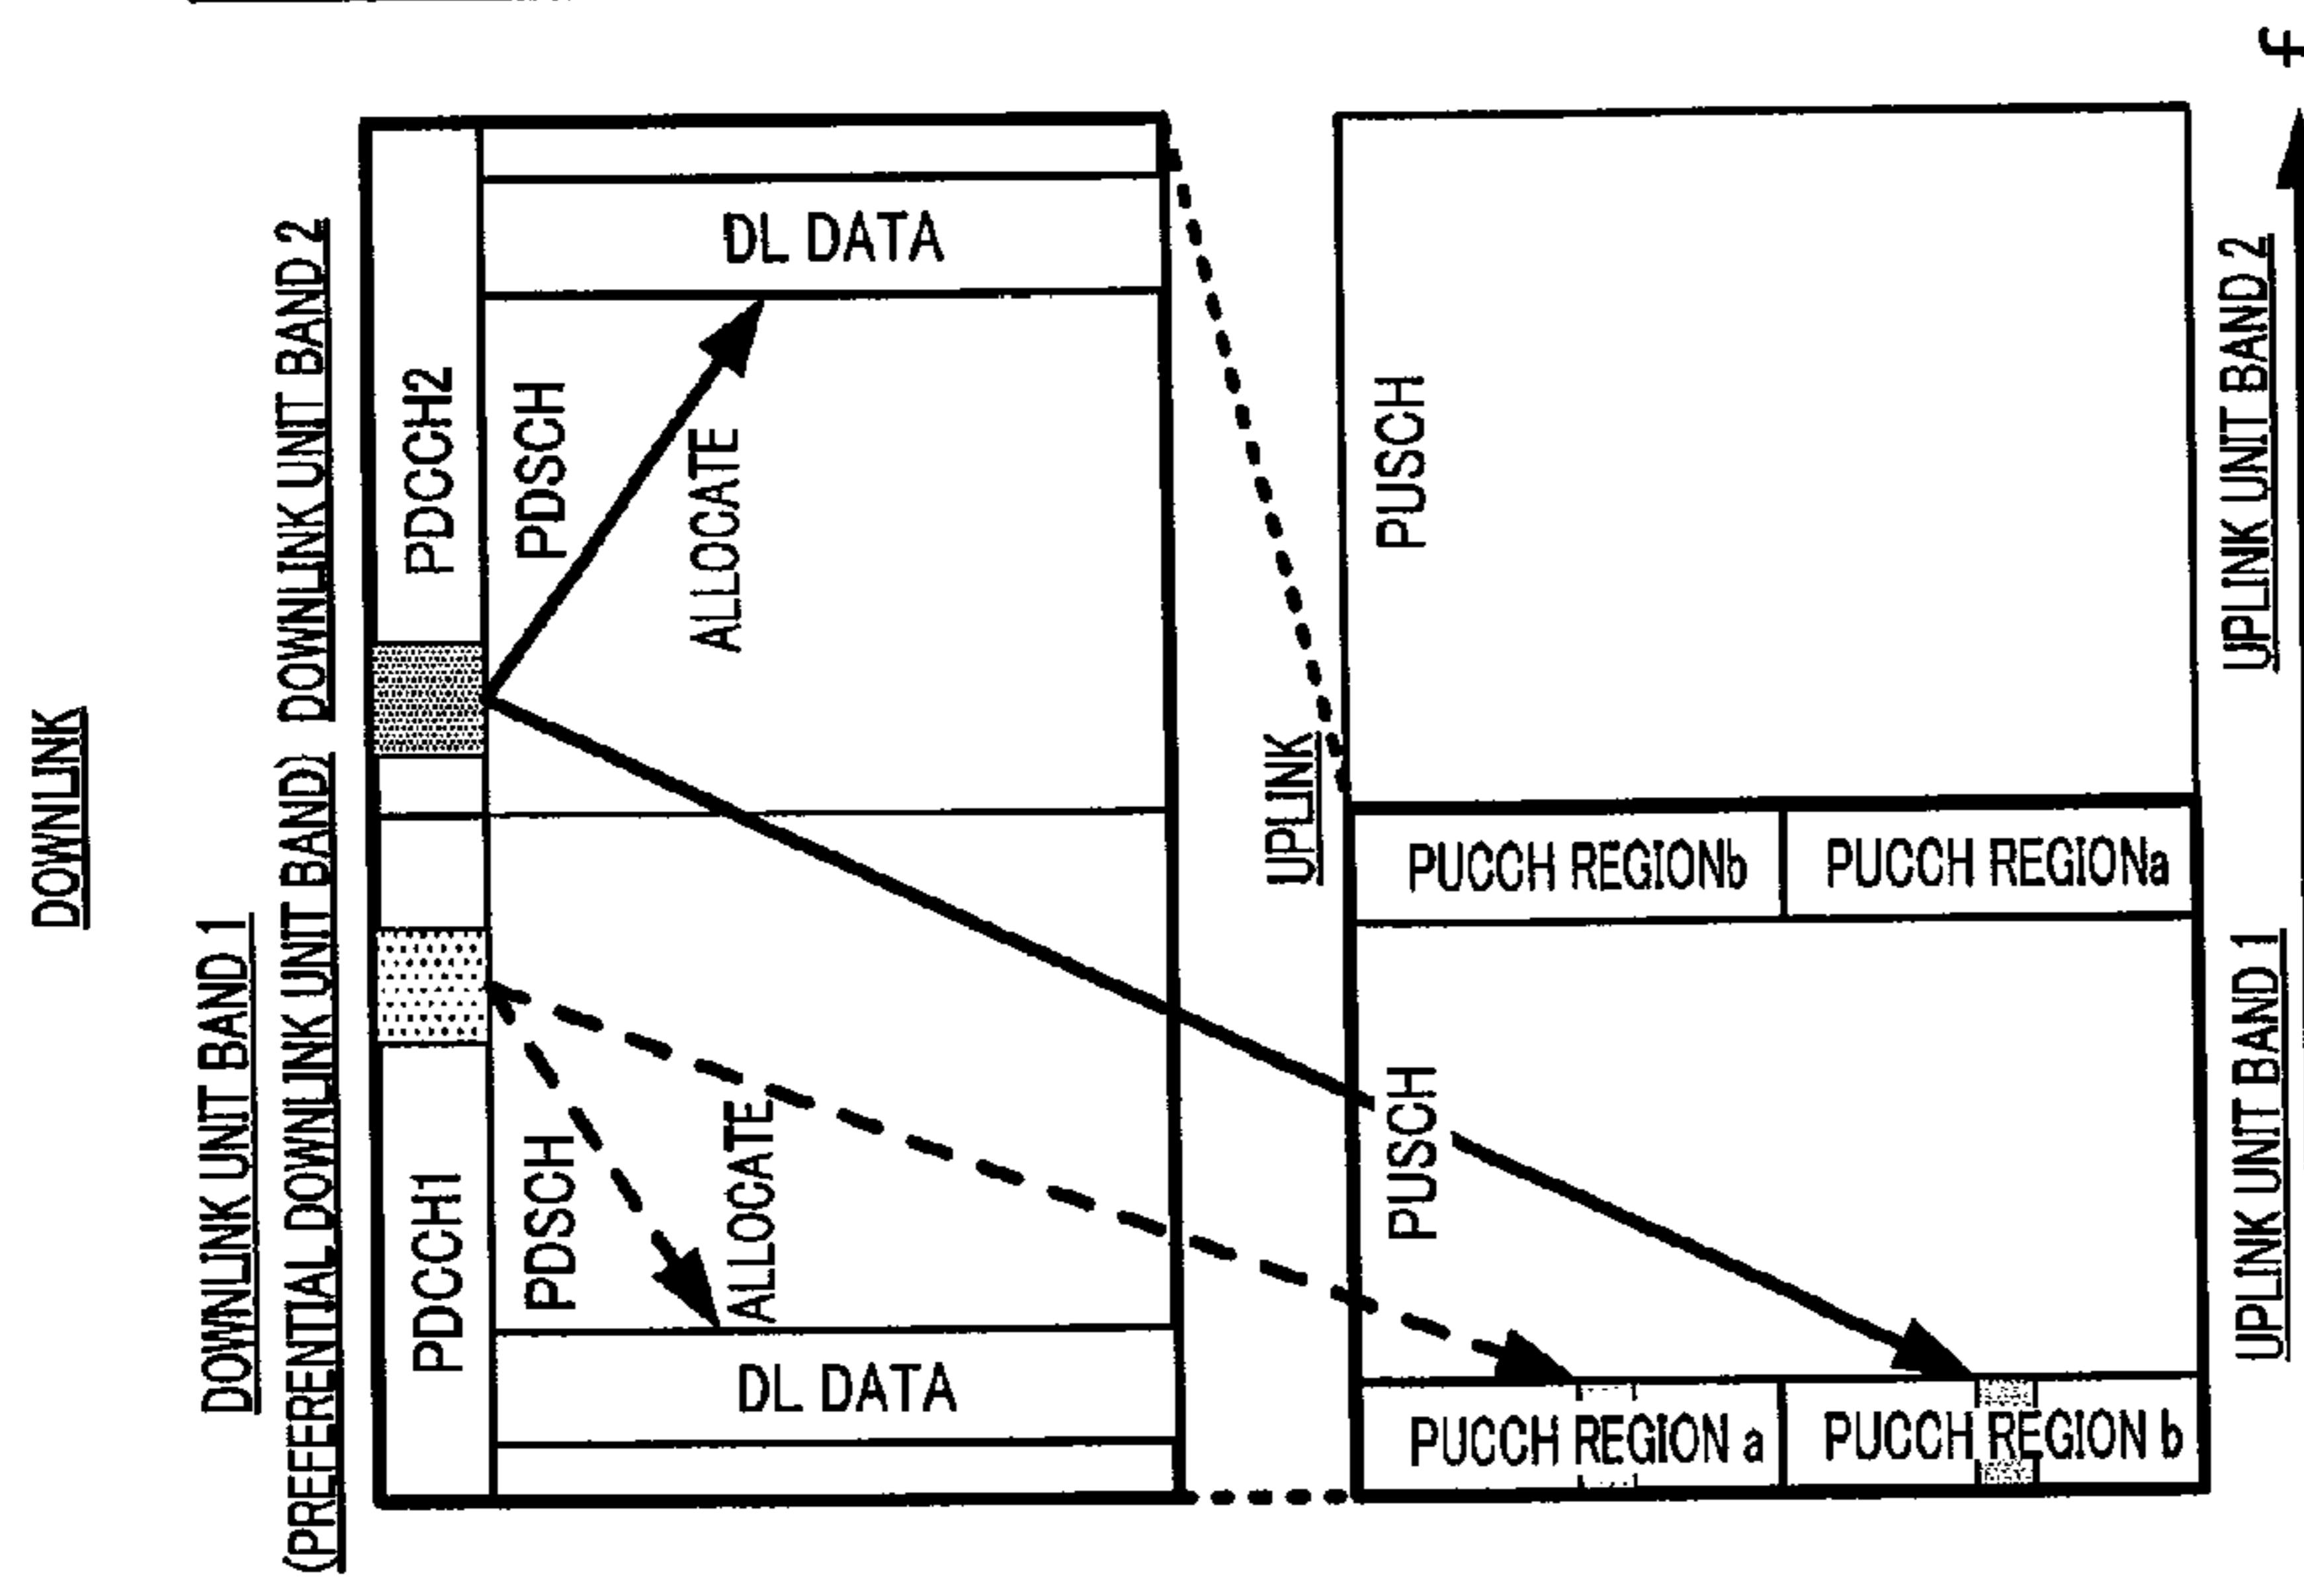 DOWNLINK
DOWNLINK UNIT BAND 1
(PREFERENTIAL DOWNLINK UNIT BAND)
DOWNLINK UNIT BAND 2
PDCCH1
PDCCH2
PDSCH
PDSCH
ALLOCATE
ALLOCATE
DL DATA
DL DATA
UPLINK
PUSCH
PUSCH
PUCCH REGIONb
PUCCH REGIONa
PUCCH REGION a
PUCCH REGION b
UPLINK UNIT BAND 1
UPLINK UNIT BAND 2
f